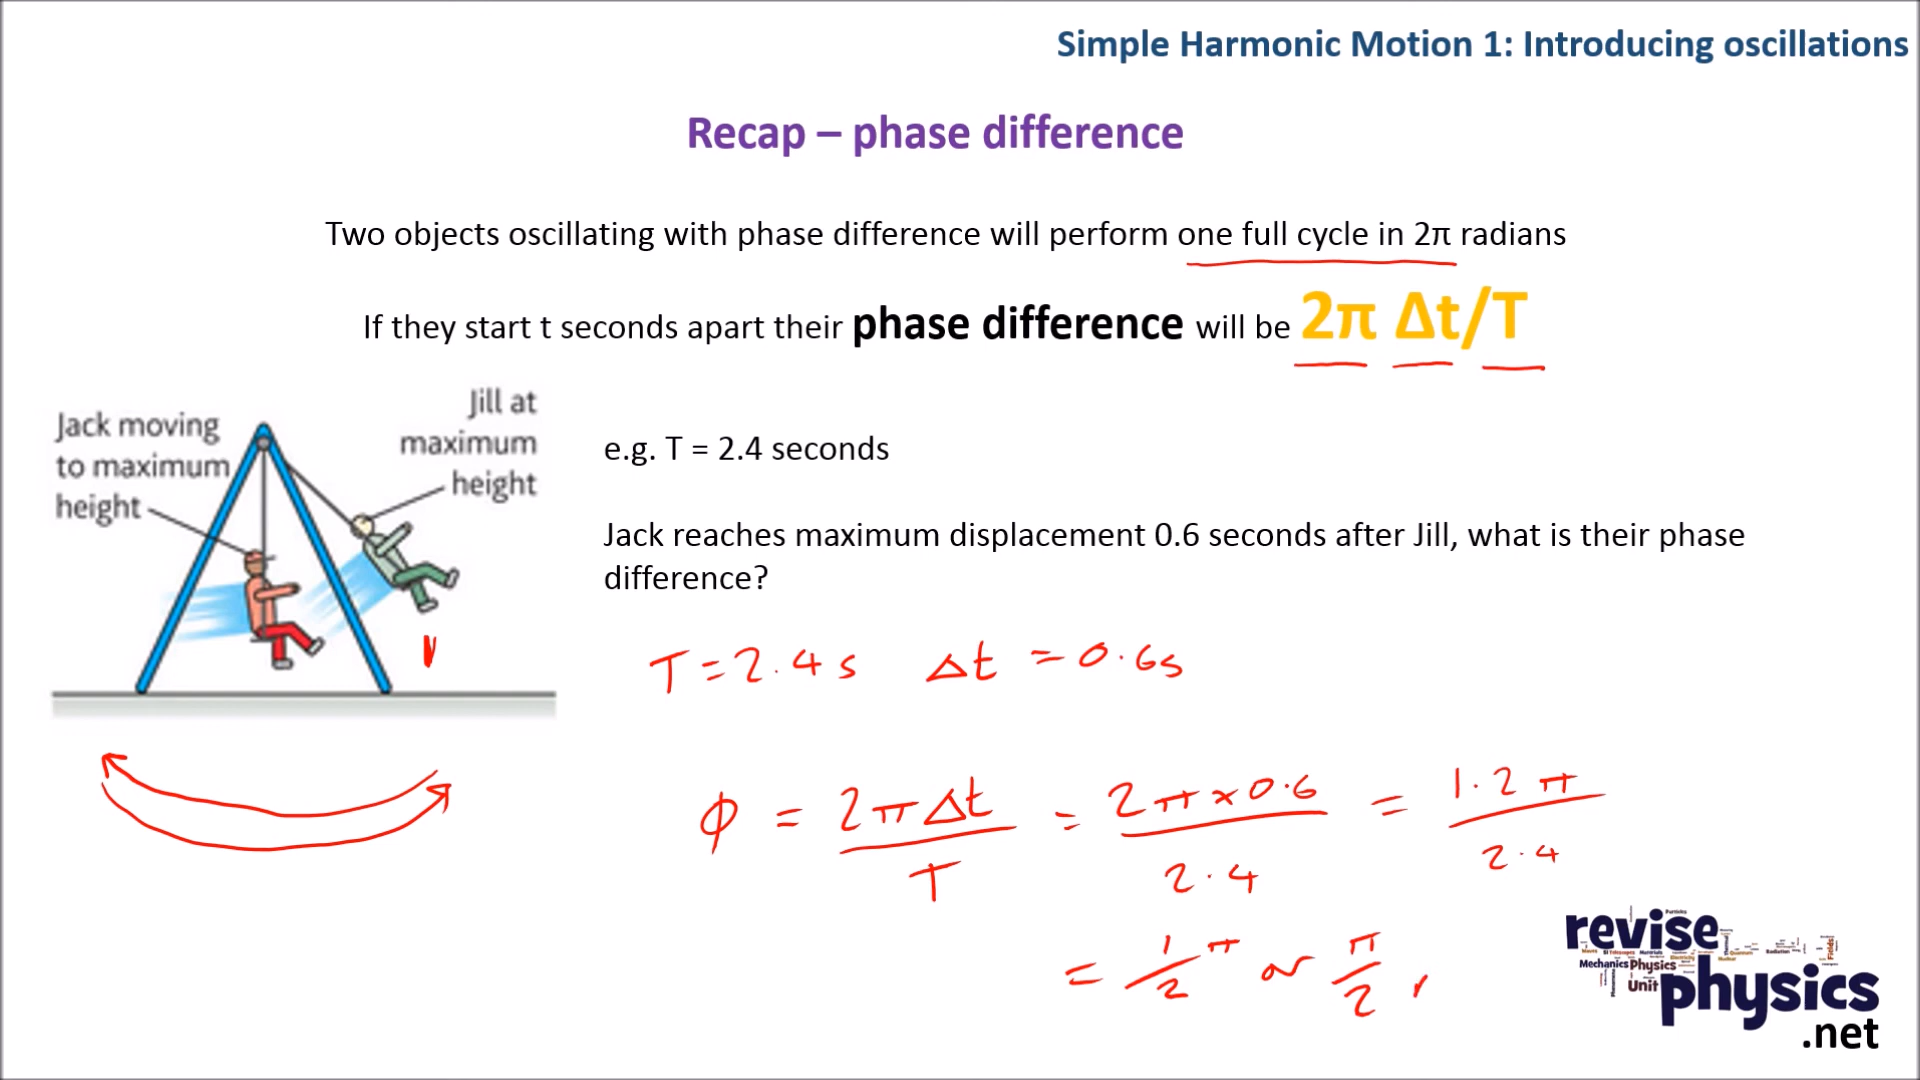 Simple Harmonic Motion 1: Introducing oscillations
Recap – phase difference
Two objects oscillating with phase difference will perform one full cycle in 2π radians
If they start t seconds apart their phase difference will be 2π Δt/T
Jack moving
to maximum
height
Jill at
maximum
height
e.g. T = 2.4 seconds
Jack reaches maximum displacement 0.6 seconds after Jill, what is their phase
difference?
T = 2.4 s Δt = 0.6s
φ = 2πΔt/T = 2π×0.6/2.4 = 1.2π/2.4
= 1/2 π or π/2
revise
Mechanics Physics
Unit
physics
.net